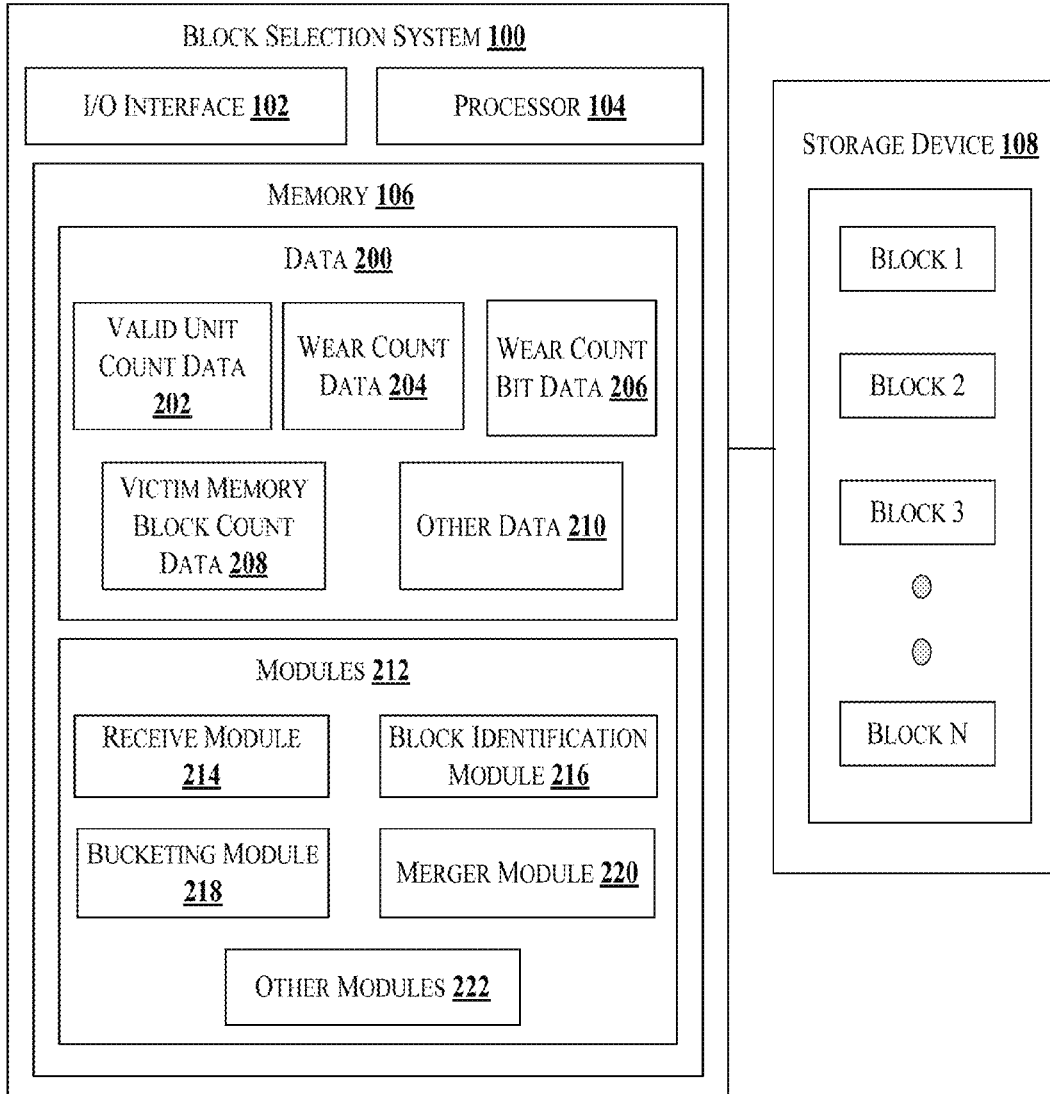 BLOCK SELECTION SYSTEM 100
I/O INTERFACE 102
PROCESSOR 104
MEMORY 106
DATA 200
VALID UNIT
COUNT DATA
202
WEAR COUNT
DATA 204
WEAR COUNT
BIT DATA 206
VICTIM MEMORY
BLOCK COUNT
DATA 208
OTHER DATA 210
MODULES 212
RECEIVE MODULE
214
BLOCK IDENTIFICATION
MODULE 216
BUCKETING MODULE
218
MERGER MODULE 220
OTHER MODULES 222
STORAGE DEVICE 108
BLOCK 1
BLOCK 2
BLOCK 3
BLOCK N